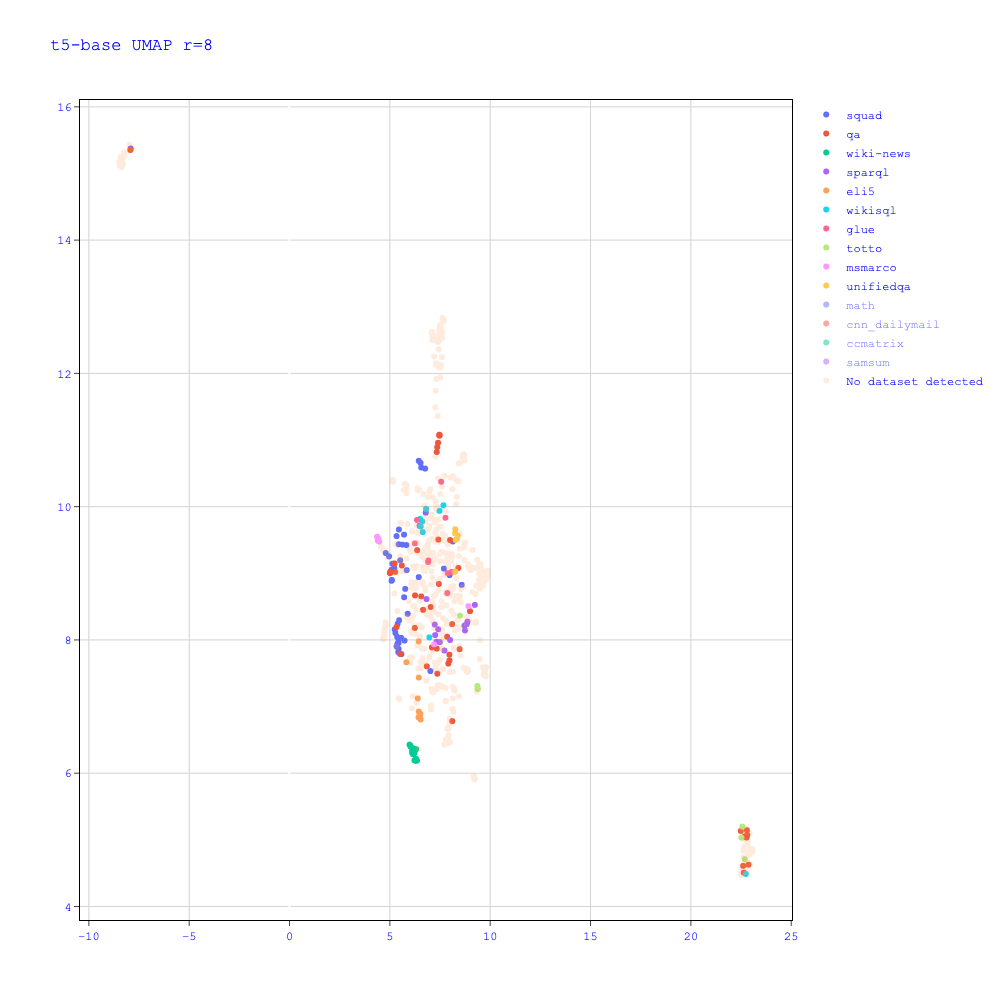 t5-base UMAP r=8
16
14
12
10
8
6
4
−10
−5
0
5
10
15
20
25
squad
qa
wiki-news
sparql
eli5
wikisql
glue
totto
msmarco
unifiedqa
math
cnn_dailymail
ccmatrix
samsum
No dataset detected